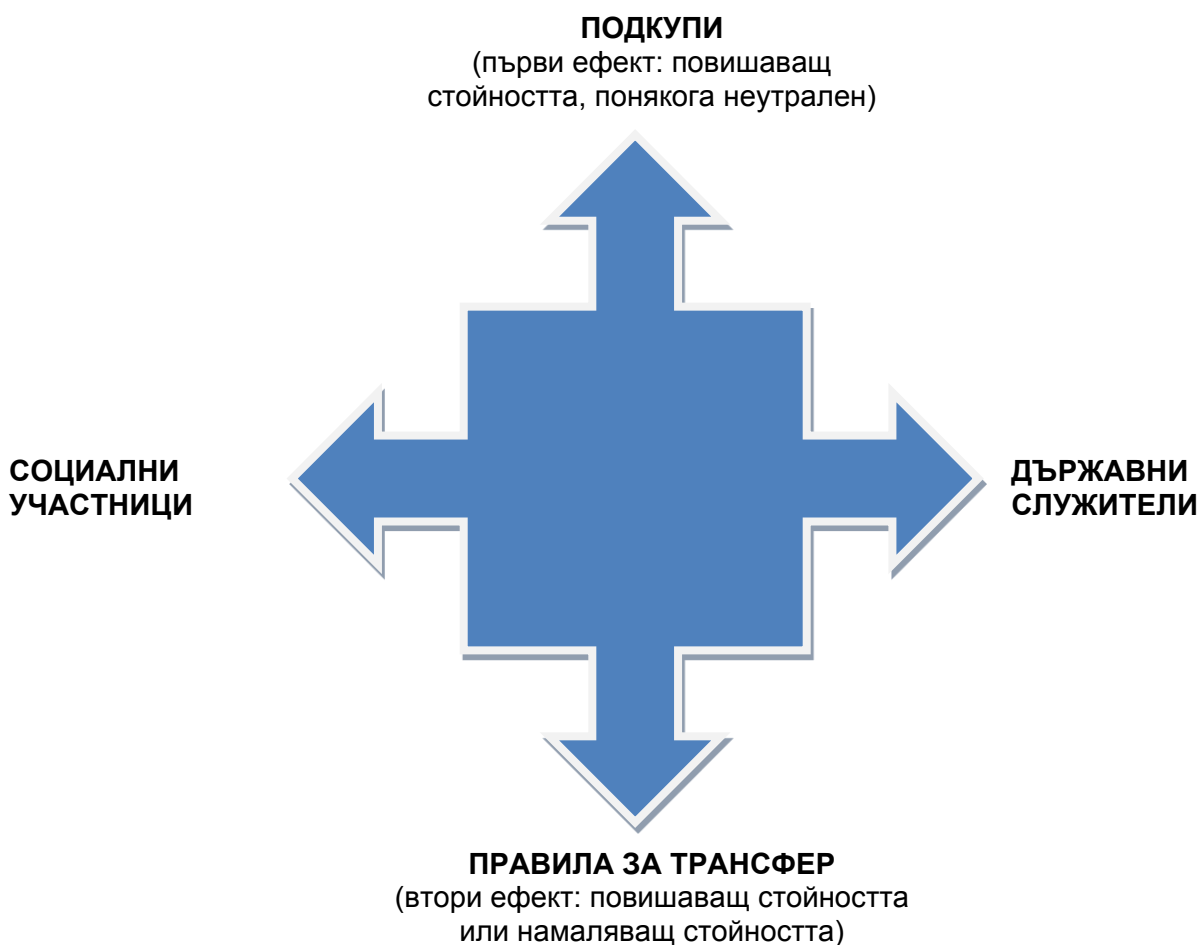 ПОДКУПИ
(първи ефект: повишаващ
стойността, понякога неутрален)
СОЦИАЛНИ
УЧАСТНИЦИ
ДЪРЖАВНИ
СЛУЖИТЕЛИ
ПРАВИЛА ЗА ТРАНСФЕР
(втори ефект: повишаващ стойността
или намаляващ стойността)